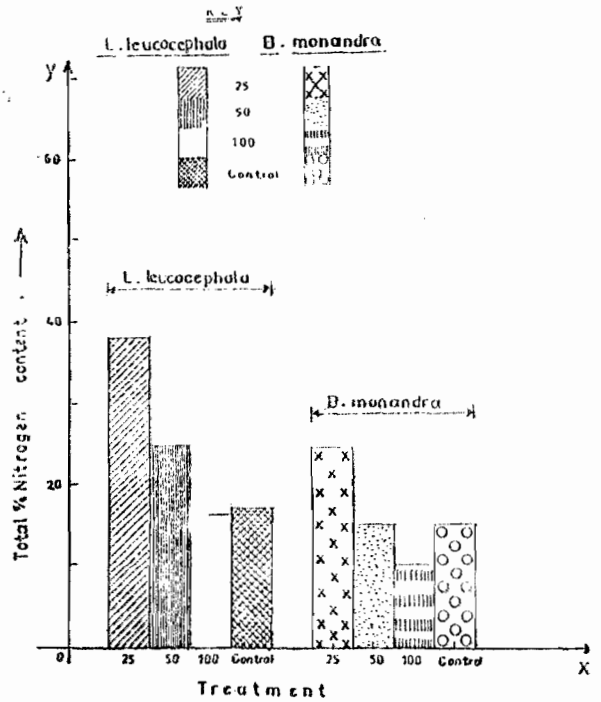 KEY
L. leucocephala B. monandra
25
50
100
Control
Y
60
40
20
0
Total % Nitrogen content.
L. leucocephala
B. monandra
25 50 100 Control 25 50 100 Control
X
Treatment